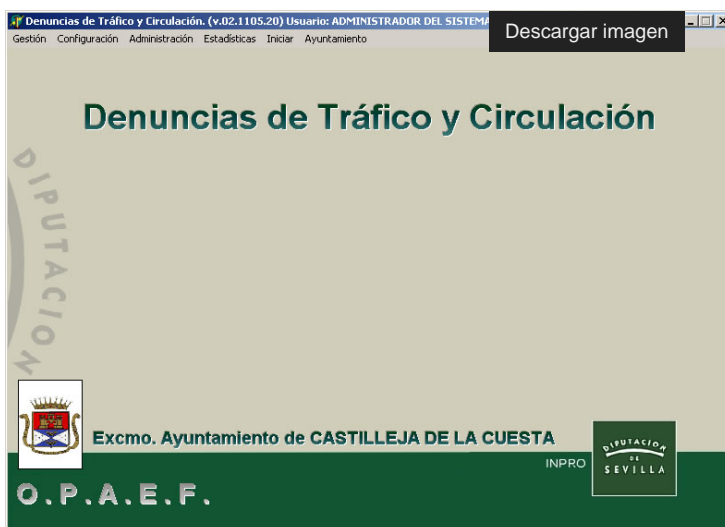 Denuncias de Tráfico y Circulación. (v.02.1105.20) Usuario: ADMINISTRADOR DEL SISTEMA
Descargar imagen
Gestión Configuración Administración Estadísticas Iniciar Ayuntamiento
Denuncias de Tráfico y Circulación
DIPUTACION
Excmo. Ayuntamiento de CASTILLEJA DE LA CUESTA
INPRO
DIPUTACION
DE
SEVILLA
O.P.A.E.F.